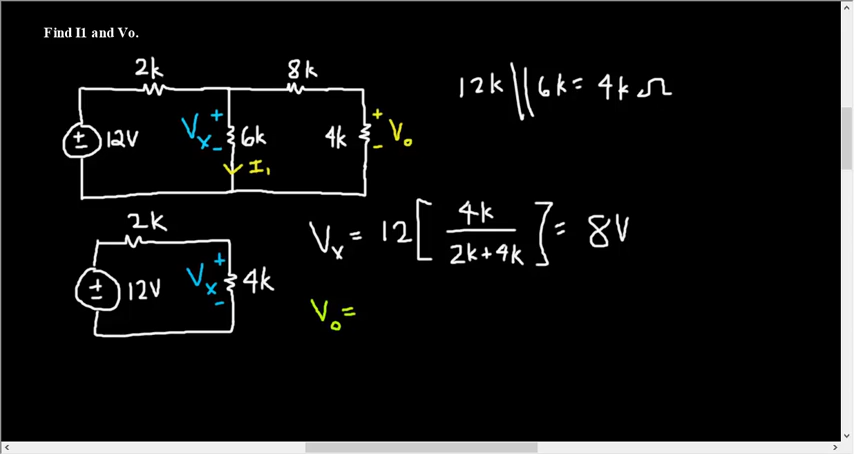 Find I1 and Vo.
2k
8k
12k || 6k = 4k Ω
12V
Vx + -
6k
4k
+ - Vo
I1
2k
Vx = 12 [ 4k / 2k+4k ] = 8V
12V
Vx + -
4k
Vo =